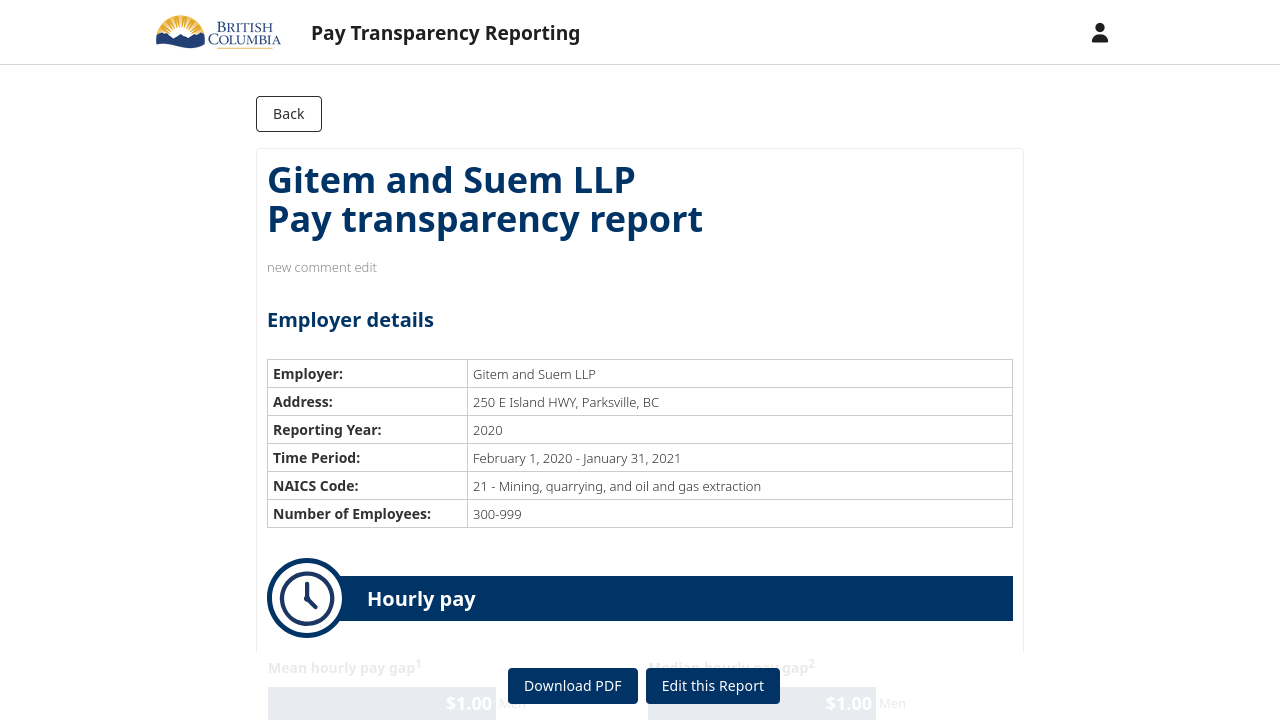 BRITISH
COLUMBIA
Pay Transparency Reporting
Back
Gitem and Suem LLP
Pay transparency report
new comment edit
Employer details
Employer: Gitem and Suem LLP
Address: 250 E Island HWY, Parksville, BC
Reporting Year: 2020
Time Period: February 1, 2020 - January 31, 2021
NAICS Code: 21 - Mining, quarrying, and oil and gas extraction
Number of Employees: 300-999
Hourly pay
Mean hourly pay gap1 Median hourly pay gap2
Download PDF Edit this Report
$1.00 Men $1.00 Men